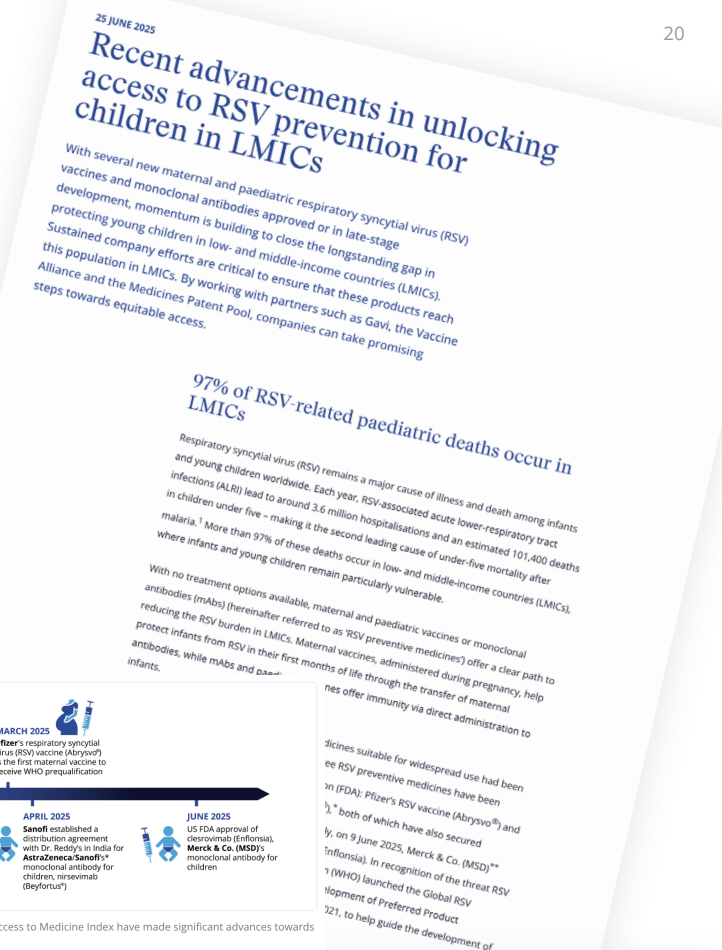 20
25 JUNE 2025
Recent advancements in unlocking
access to RSV prevention for
children in LMICs
With several new maternal and paediatric respiratory syncytial virus (RSV)
vaccines and monoclonal antibodies approved or in late-stage
development, momentum is building to close the longstanding gap in
protecting young children in low- and middle-income countries (LMICs).
Sustained company efforts are critical to ensure that these products reach
this population in LMICs. By working with partners such as Gavi, the Vaccine
Alliance and the Medicines Patent Pool, companies can take promising
steps towards equitable access.
97% of RSV-related paediatric deaths occur in
LMICs
Respiratory syncytial virus (RSV) remains a major cause of illness and death among infants
and young children worldwide. Each year, RSV-associated acute lower-respiratory tract
infections (ALRI) lead to around 3.6 million hospitalisations and an estimated 101,400 deaths
in children under five – making it the second leading cause of under-five mortality after
malaria.¹ More than 97% of these deaths occur in low- and middle-income countries (LMICs),
where infants and young children remain particularly vulnerable.
With no treatment options available, maternal and paediatric vaccines or monoclonal
antibodies (mAbs) (hereinafter referred to as ‘RSV preventive medicines’) offer a clear path to
reducing the RSV burden in LMICs. Maternal vaccines, administered during pregnancy, help
protect infants from RSV in their first months of life through the transfer of maternal
antibodies, while mAbs and nes offer immunity via direct administration to
infants.
dicines suitable for widespread use had been
ee RSV preventive medicines have been
on (FDA): Pfizer's RSV vaccine (Abrysvo®) and
),* both of which have also secured
ly, on 9 June 2025, Merck & Co. (MSD)**
Enflonsia). In recognition of the threat RSV
n (WHO) launched the Global RSV
elopment of Preferred Product
021, to help guide the development of
MARCH 2025
fizer's respiratory syncytial
irus (RSV) vaccine (Abrysvo®)
s the first maternal vaccine to
eceive WHO prequalification
APRIL 2025
Sanofi established a
distribution agreement
with Dr. Reddy's in India for
AstraZeneca/Sanofi's*
monoclonal antibody for
children, nirsevimab
(Beyfortus®)
JUNE 2025
US FDA approval of
clesrovimab (Enflonsia),
Merck & Co. (MSD)'s
monoclonal antibody for
children
ccess to Medicine Index have made significant advances towards